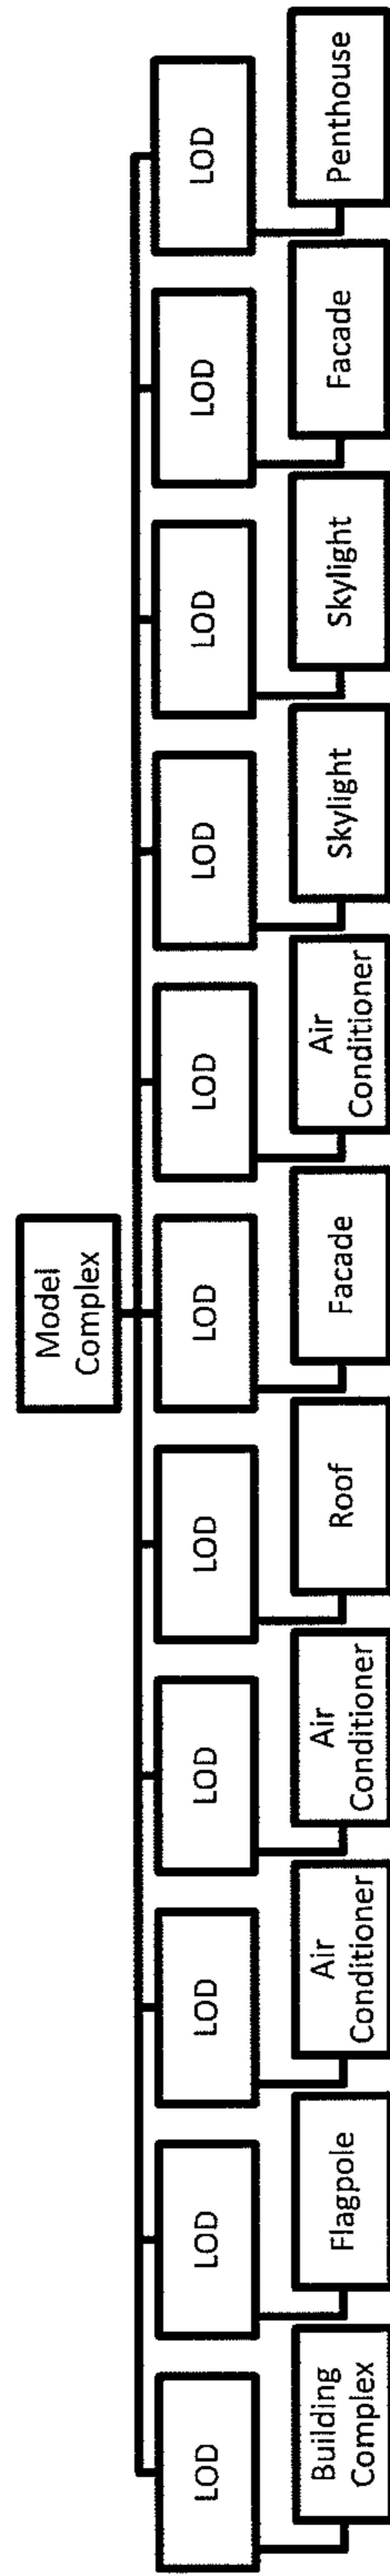 Model
Complex
LOD
LOD
LOD
LOD
LOD
LOD
LOD
LOD
LOD
LOD
LOD
Building
Complex
Flagpole
Air
Conditioner
Air
Conditioner
Roof
Facade
Air
Conditioner
Skylight
Skylight
Facade
Penthouse